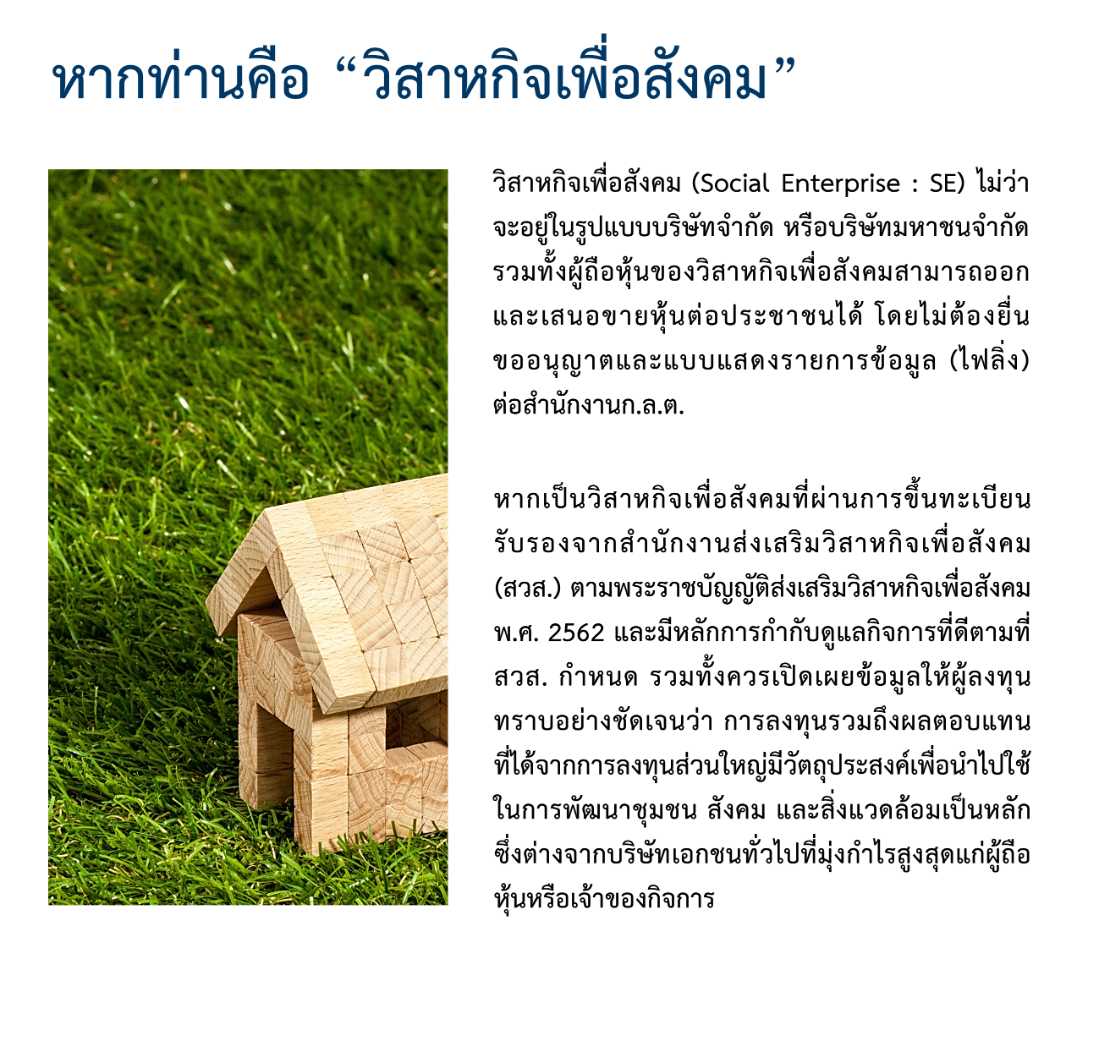 หากท่านคือ “วิสาหกิจเพื่อสังคม”
วิสาหกิจเพื่อสังคม (Social Enterprise : SE) ไม่ว่า
จะอยู่ในรูปแบบบริษัทจำกัด หรือบริษัทมหาชนจำกัด
รวมทั้งผู้ถือหุ้นของวิสาหกิจเพื่อสังคมสามารถออก
และเสนอขายหุ้นต่อประชาชนได้ โดยไม่ต้องยื่น
ขออนุญาตและแบบแสดงรายการข้อมูล (ไฟลิ่ง)
ต่อสำนักงานก.ล.ต.
หากเป็นวิสาหกิจเพื่อสังคมที่ผ่านการขึ้นทะเบียน
รับรองจากสำนักงานส่งเสริมวิสาหกิจเพื่อสังคม
(สวส.) ตามพระราชบัญญัติส่งเสริมวิสาหกิจเพื่อสังคม
พ.ศ. 2562 และมีหลักการกำกับดูแลกิจการที่ดีตามที่
สวส. กำหนด รวมทั้งควรเปิดเผยข้อมูลให้ผู้ลงทุน
ทราบอย่างชัดเจนว่า การลงทุนรวมถึงผลตอบแทน
ที่ได้จากการลงทุนส่วนใหญ่มีวัตถุประสงค์เพื่อนำไปใช้
ในการพัฒนาชุมชน สังคม และสิ่งแวดล้อมเป็นหลัก
ซึ่งต่างจากบริษัทเอกชนทั่วไปที่มุ่งกำไรสูงสุดแก่ผู้ถือ
หุ้นหรือเจ้าของกิจการ